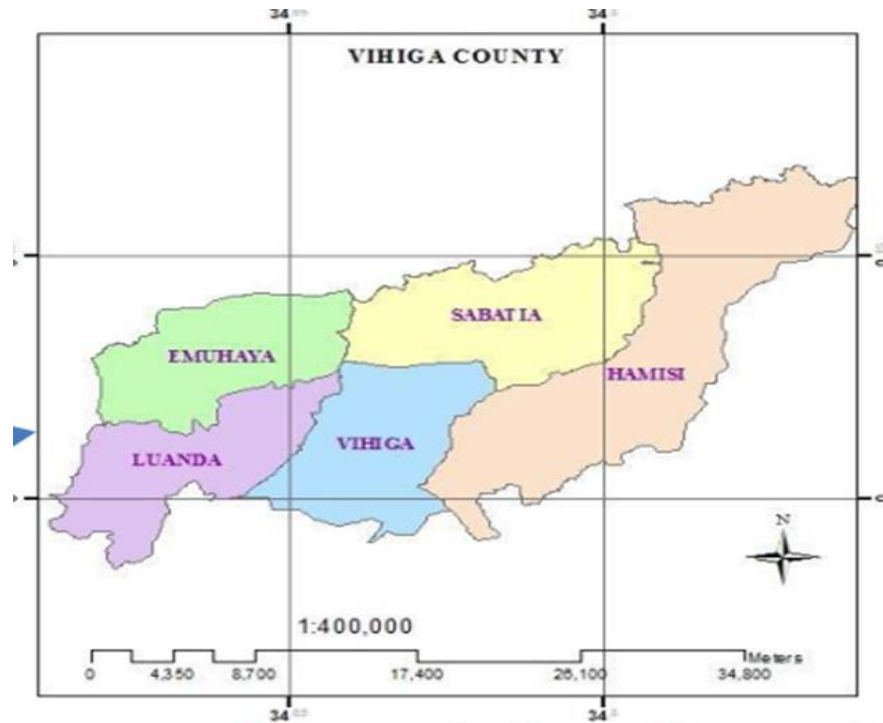 34
34
VIHIGA COUNTY
SABATIA
EMUHAYA
HAMISI
VIHIGA
LUANDA
N
1:400,000
Meters
0 4,350 8,700 17,400 26,100 34,800
34
34